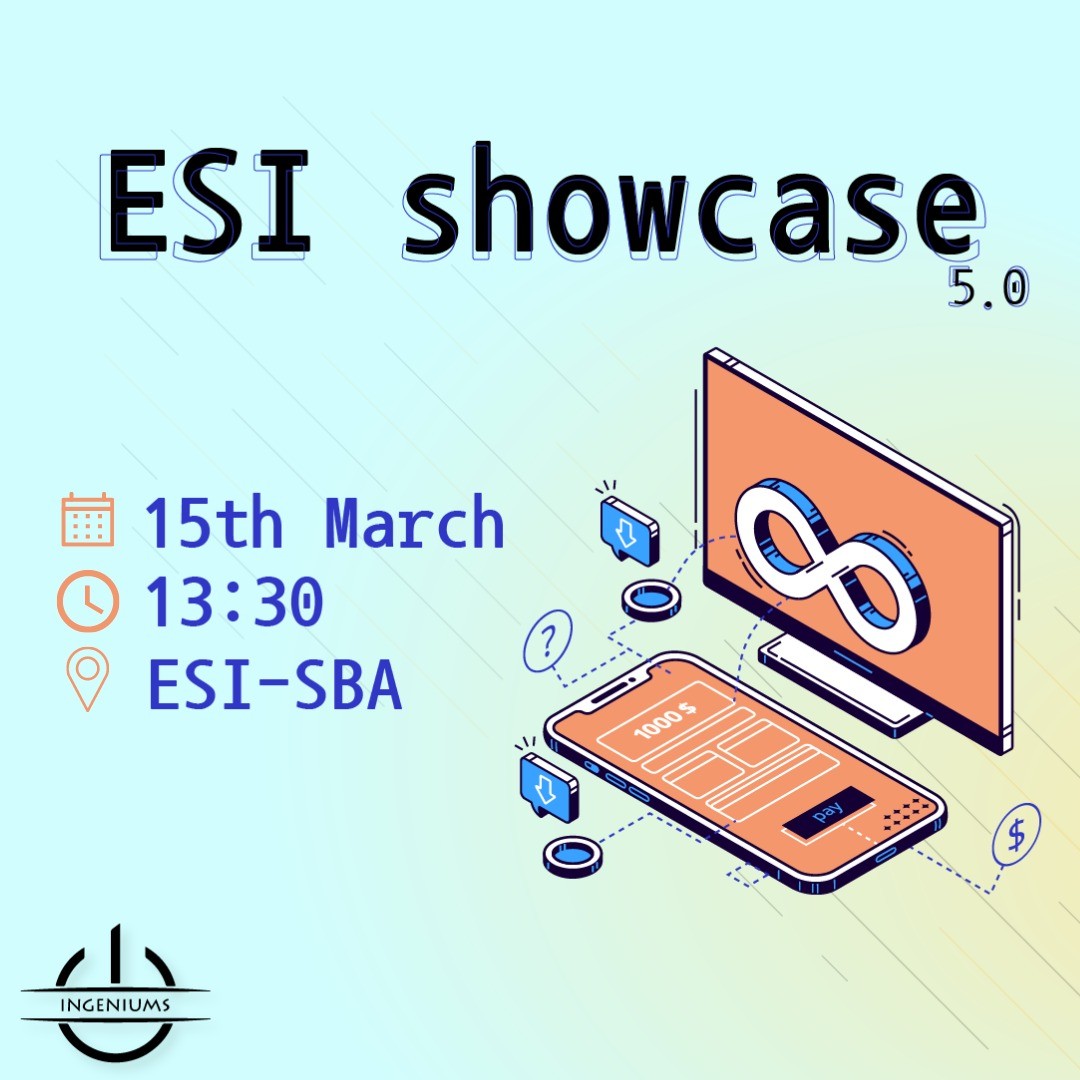 ESI showcase
5.0
15th March
13:30
ESI-SBA
?
1000 $
pay
$
INGENIUMS